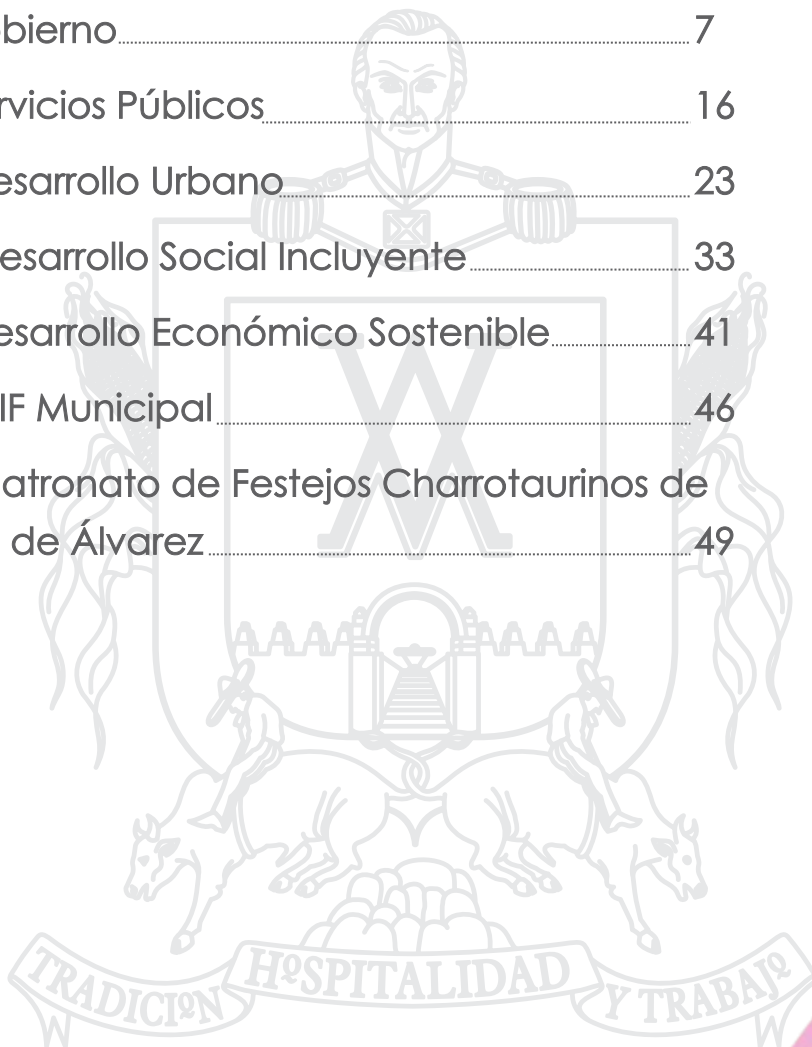 bierno 7
rvicios Públicos 16
esarrollo Urbano 23
esarrollo Social Incluyente 33
esarrollo Económico Sostenible 41
IF Municipal 46
atronato de Festejos Charrotaurinos de
de Álvarez 49
TRADICIÓN HOSPITALIDAD Y TRABAJO